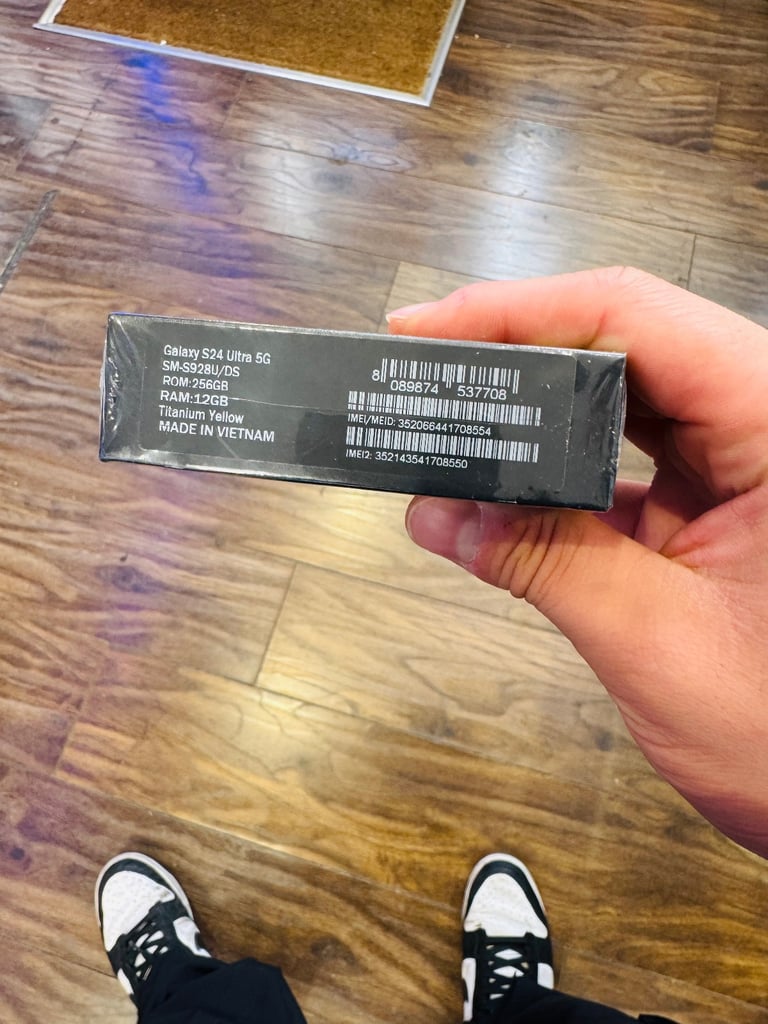 Galaxy S24 Ultra 5G
SM-S928U/DS
ROM:256GB
RAM:12GB
Titanium Yellow
MADE IN VIETNAM
8 089874 537708
IMEI/MEID: 352066441708554
IMEI2: 352143541708550